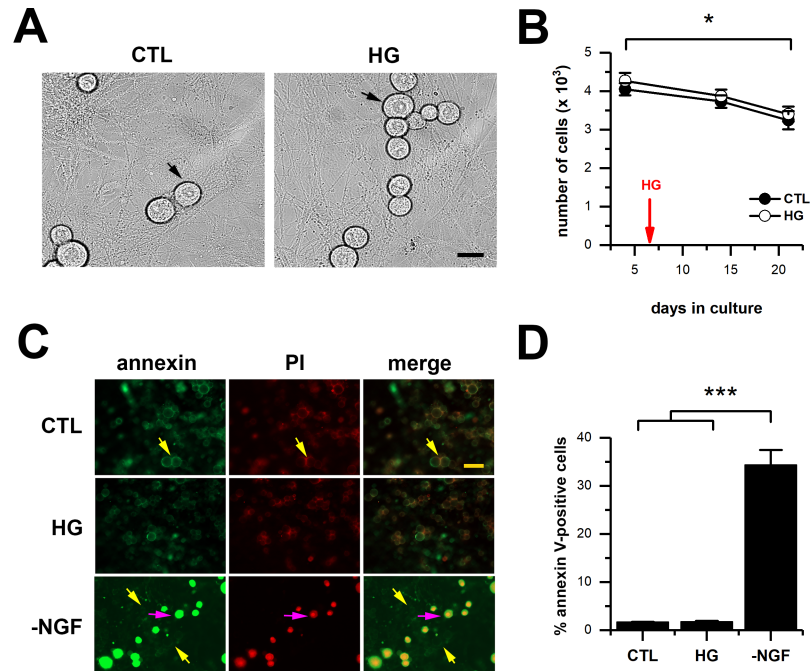 A
CTL
HG
B
*
number of cells (x 10³)
5
4
3
2
1
0
HG
CTL
HG
5
10
15
20
days in culture
C
annexin
PI
merge
CTL
HG
-NGF
D
***
% annexin V-positive cells
40
30
20
10
0
CTL
HG
-NGF